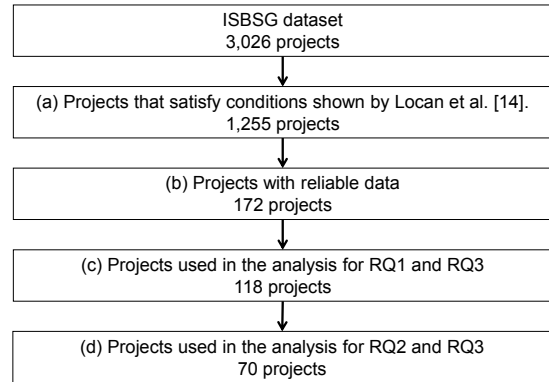 ISBSG dataset
3,026 projects
(a) Projects that satisfy conditions shown by Locan et al. [14].
1,255 projects
(b) Projects with reliable data
172 projects
(c) Projects used in the analysis for RQ1 and RQ3
118 projects
(d) Projects used in the analysis for RQ2 and RQ3
70 projects